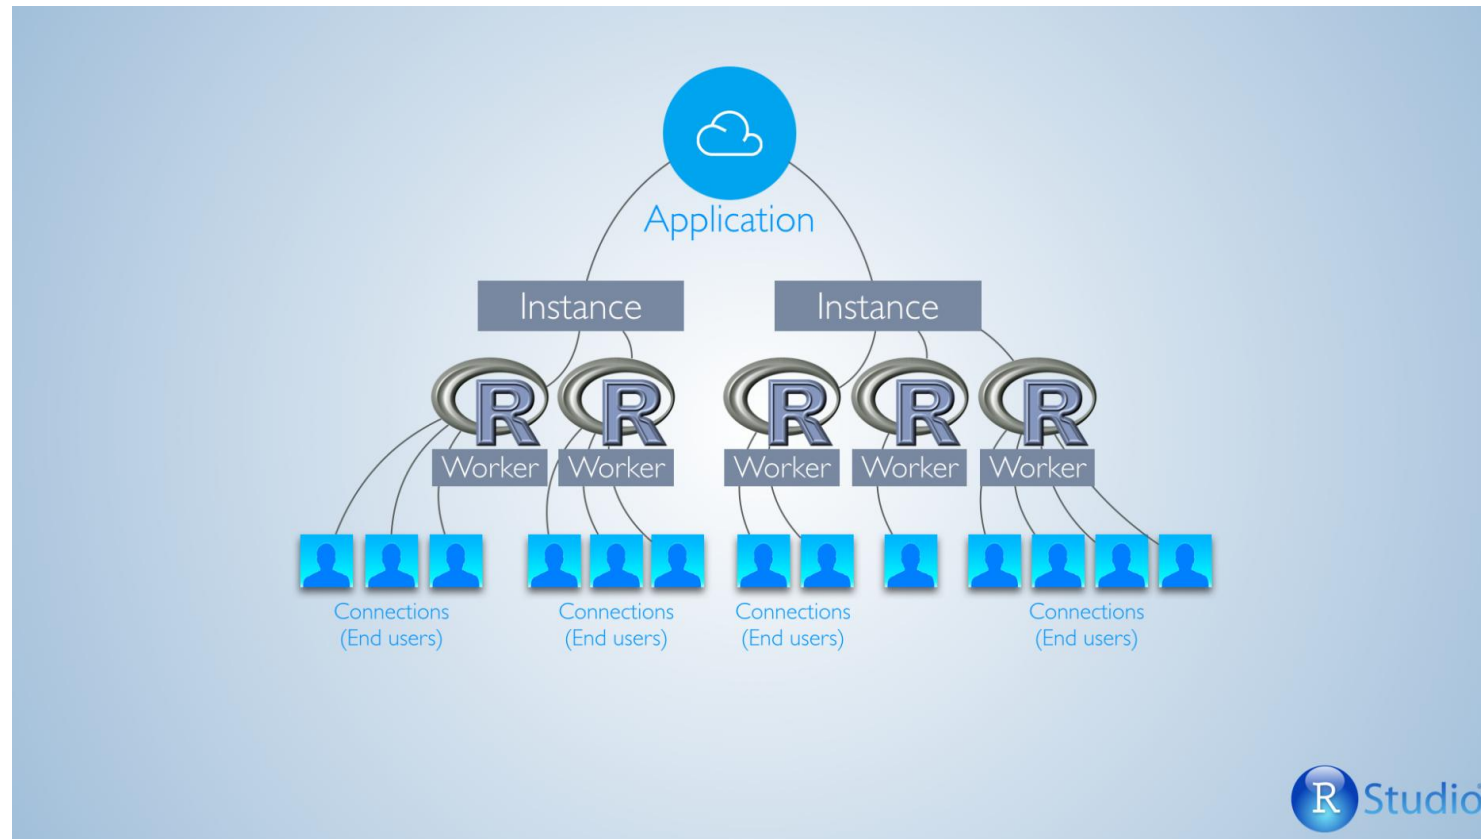 Application
Instance Instance
R R R R R
Worker Worker Worker Worker Worker
Connections Connections Connections Connections
(End users) (End users) (End users) (End users)
R Studio